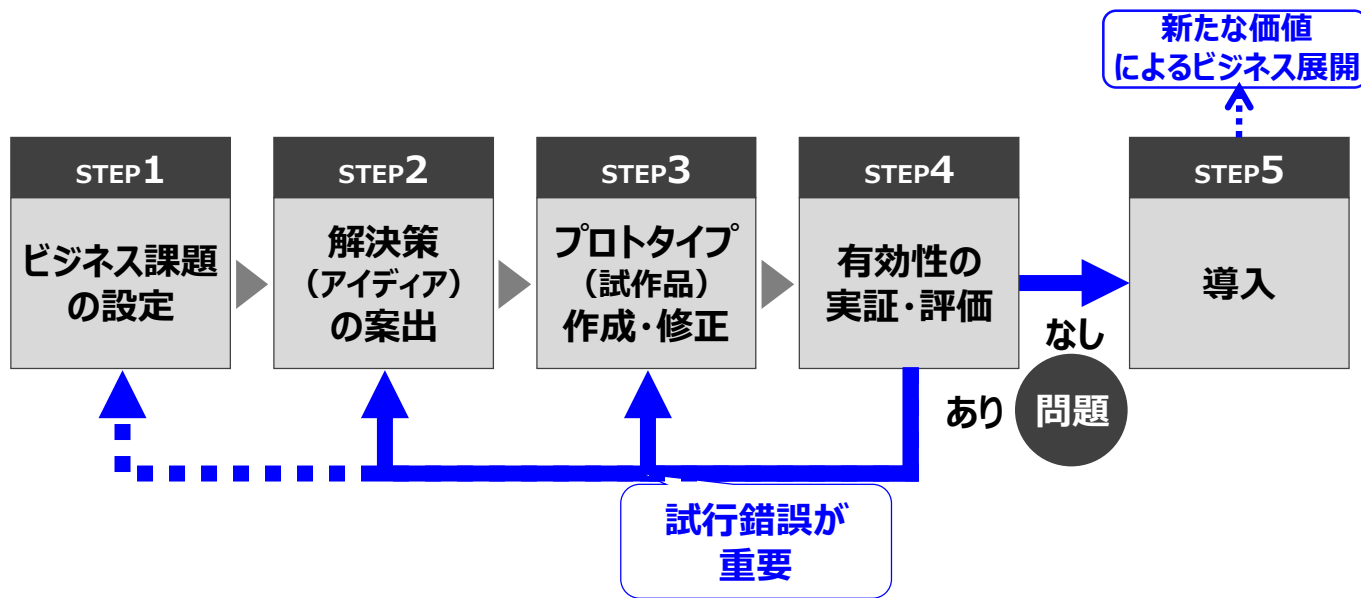 新たな価値
によるビジネス展開
STEP1
ビジネス課題
の設定
STEP2
解決策
（アイディア）
の案出
STEP3
プロトタイプ
（試作品）
作成・修正
STEP4
有効性の
実証・評価
STEP5
導入
なし
あり
問題
試行錯誤が
重要